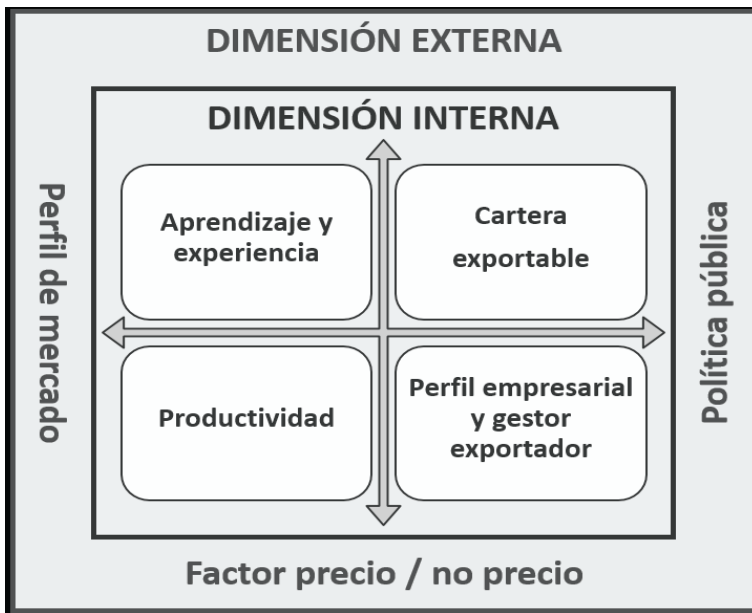 DIMENSIÓN EXTERNA
DIMENSIÓN INTERNA
Perfil de mercado
Aprendizaje y
experiencia
Cartera
exportable
Productividad
Perfil empresarial
y gestor
exportador
Política pública
Factor precio / no precio